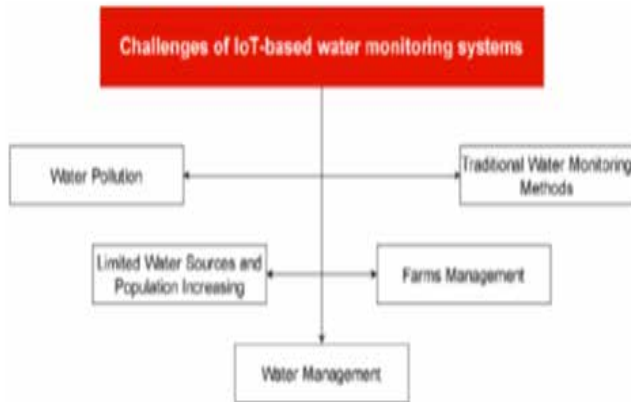 Challenges of IoT-based water monitoring systems
Water Pollution
Traditional Water Monitoring
Methods
Limited Water Sources and
Population Increasing
Farms Management
Water Management